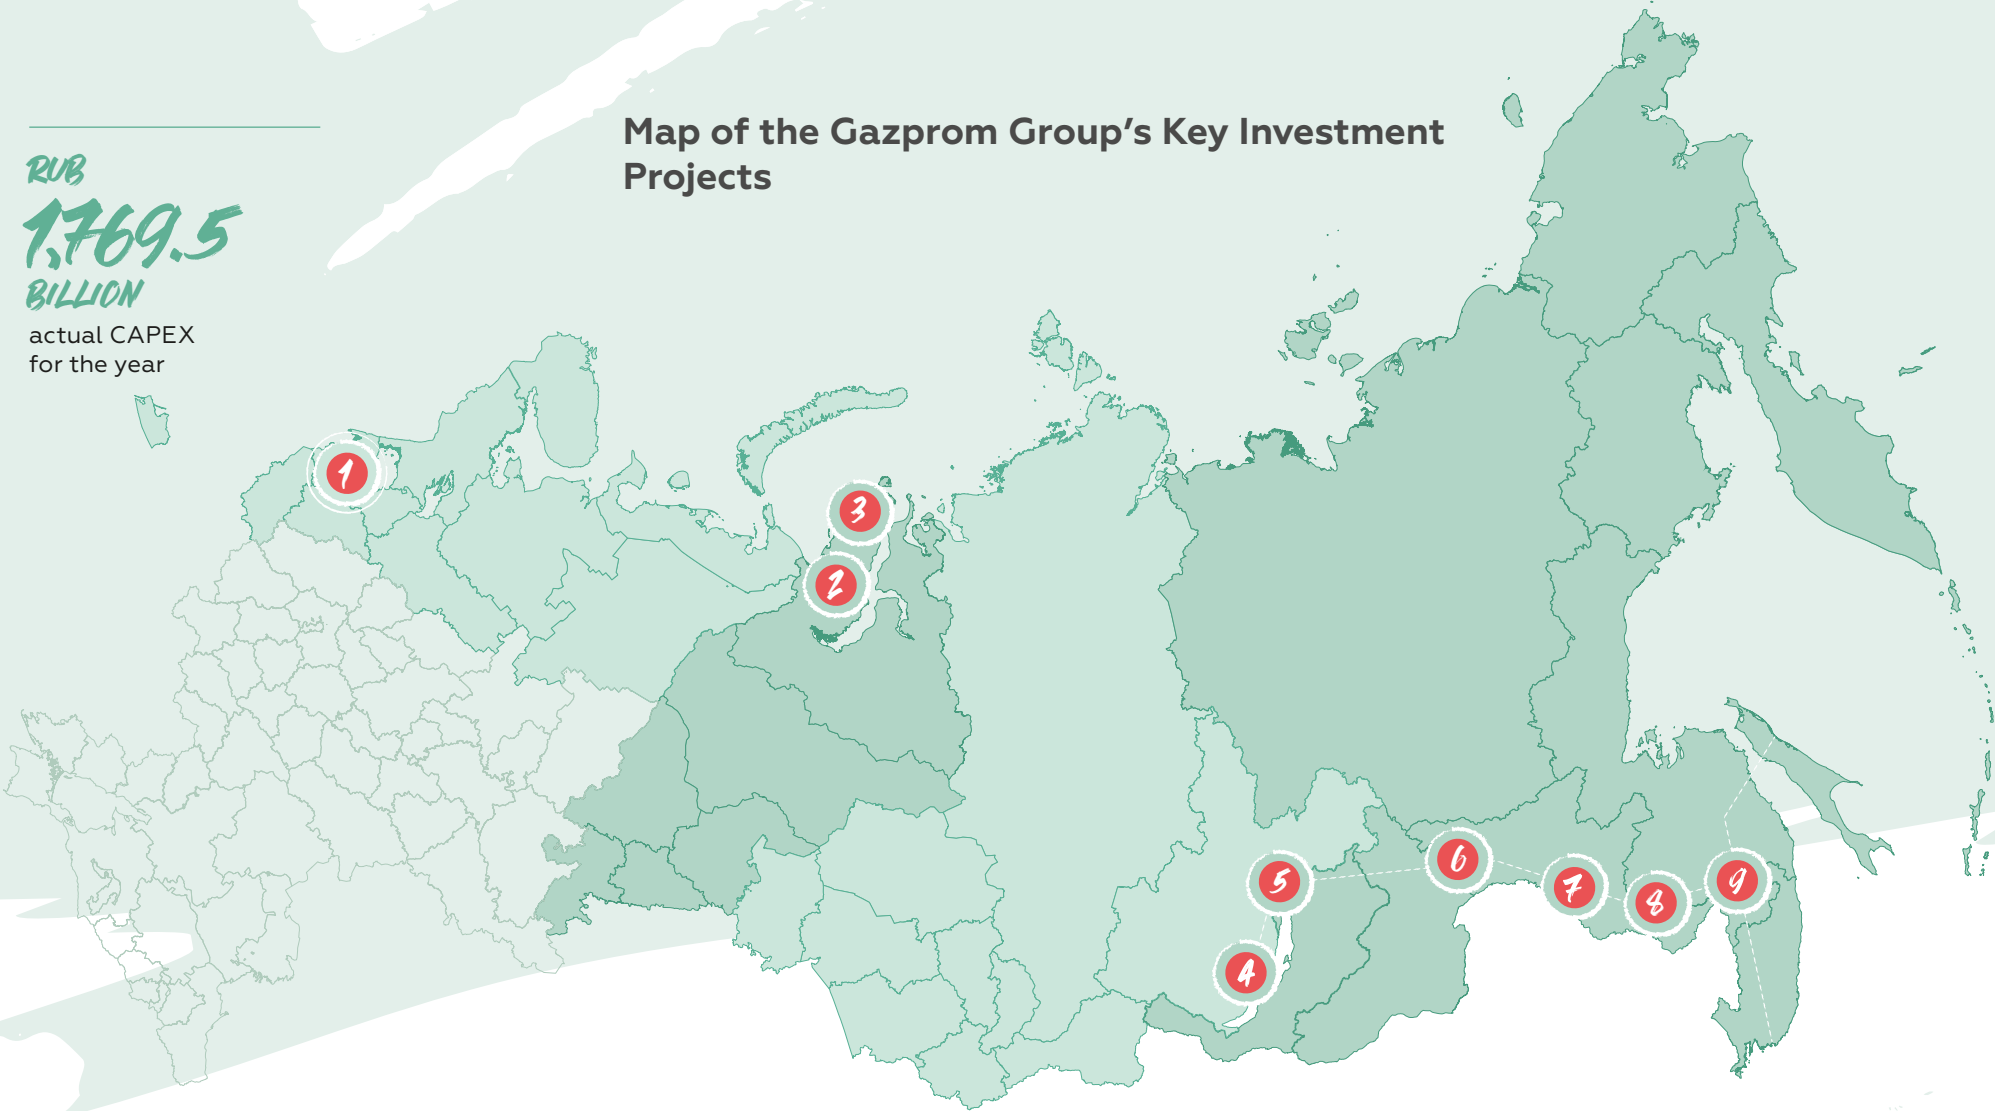 Map of the Gazprom Group’s Key Investment
Projects
RUB
1,769.5
BILLION
actual CAPEX
for the year
1
3
2
5
6
7
8
9
4